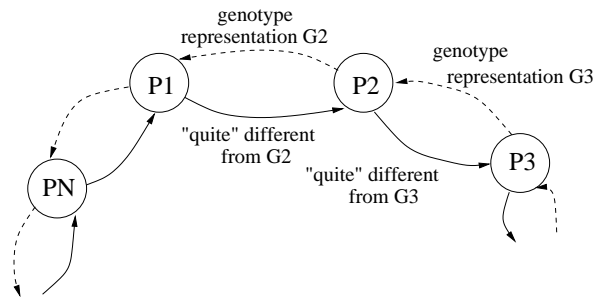 genotype
representation G2
genotype
representation G3
P1
P2
"quite" different
from G2
"quite" different
from G3
P3
PN